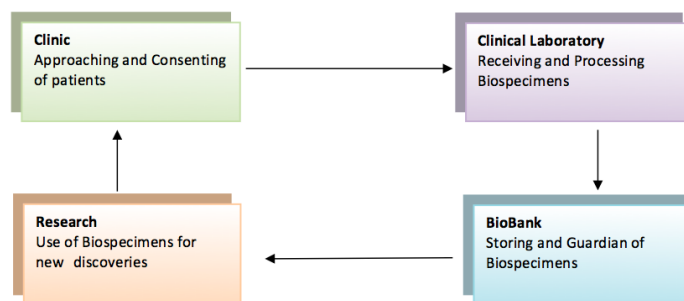 Clinic
Approaching and Consenting
of patients
Clinical Laboratory
Receiving and Processing
Biospecimens
Research
Use of Biospecimens for
new discoveries
BioBank
Storing and Guardian of
Biospecimens